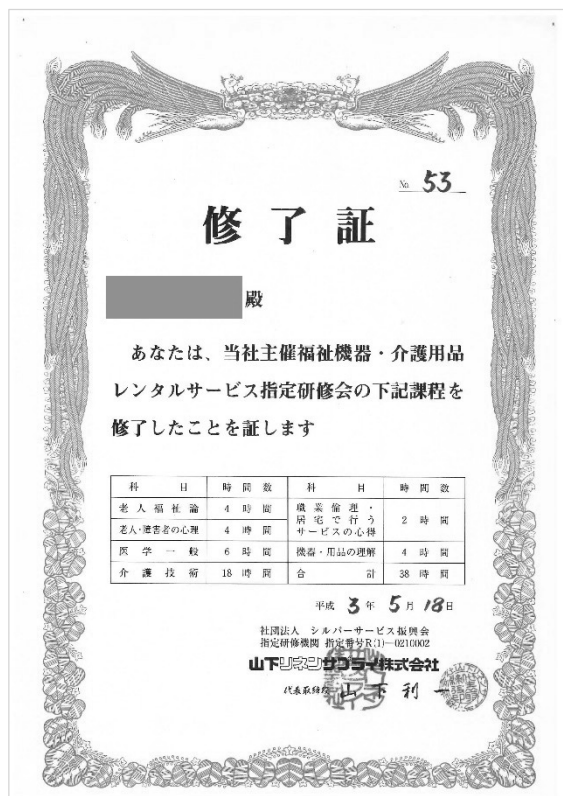 No. 53
修了証
殿
あなたは、当社主催福祉機器・介護用品
レンタルサービス指定研修会の下記課程を
修了したことを証します
科目 時間数 科目 時間数
老人福祉論 4時間 職業倫理・居宅で行うサービスの心得 2時間
老人・障害者の心理 4時間
医学一般 6時間 機器・用品の理解 4時間
介護技術 18時間 合計 38時間
平成3年5月18日
社団法人 シルバーサービス振興会
指定研修機関 指定番号R(1)—0210002
山下リネンサプライ株式会社
代表取締役 山下利一